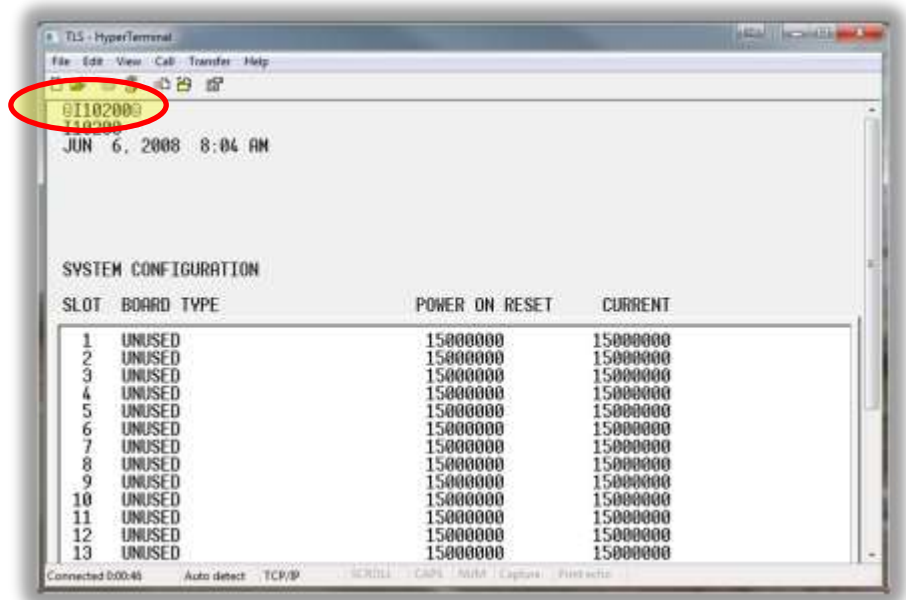 TLS - HyperTerminal
File Edit View Call Transfer Help
@I10200@
I10200
JUN 6, 2008 8:04 AM
SYSTEM CONFIGURATION
SLOT BOARD TYPE POWER ON RESET CURRENT
1 UNUSED 15000000 15000000
2 UNUSED 15000000 15000000
3 UNUSED 15000000 15000000
4 UNUSED 15000000 15000000
5 UNUSED 15000000 15000000
6 UNUSED 15000000 15000000
7 UNUSED 15000000 15000000
8 UNUSED 15000000 15000000
9 UNUSED 15000000 15000000
10 UNUSED 15000000 15000000
11 UNUSED 15000000 15000000
12 UNUSED 15000000 15000000
13 UNUSED 15000000 15000000
Connected 0:00:46 Auto detect TCP/IP SCROLL CAPS NUM Capture Print echo